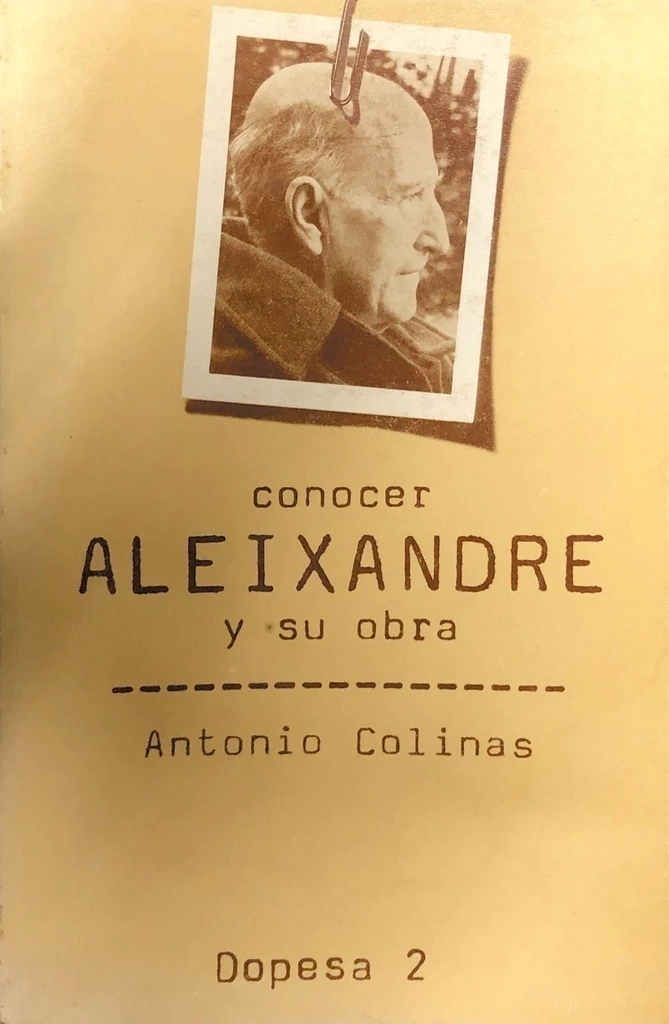 conocer
ALEIXANDRE
y su obra
Antonio Colinas
Dopesa 2